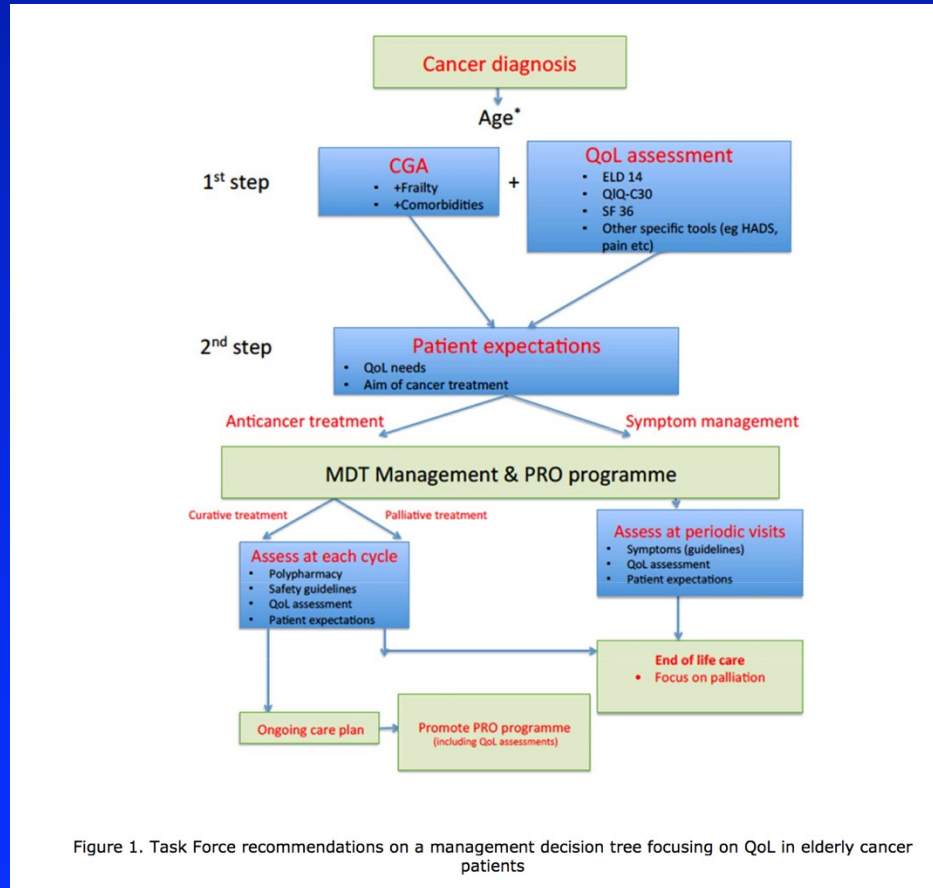 Cancer diagnosis
Age*
1st step
CGA
• +Frailty
• +Comorbidities
+
QoL assessment
• ELD 14
• QIQ-C30
• SF 36
• Other specific tools (eg HADS,
pain etc)
2nd step
Patient expectations
• QoL needs
• Aim of cancer treatment
Anticancer treatment
Symptom management
MDT Management & PRO programme
Curative treatment
Palliative treatment
Assess at each cycle
• Polypharmacy
• Safety guidelines
• QoL assessment
• Patient expectations
Assess at periodic visits
• Symptoms (guidelines)
• QoL assessment
• Patient expectations
End of life care
• Focus on palliation
Ongoing care plan
Promote PRO programme
(including QoL assessments)
Figure 1. Task Force recommendations on a management decision tree focusing on QoL in elderly cancer
patients